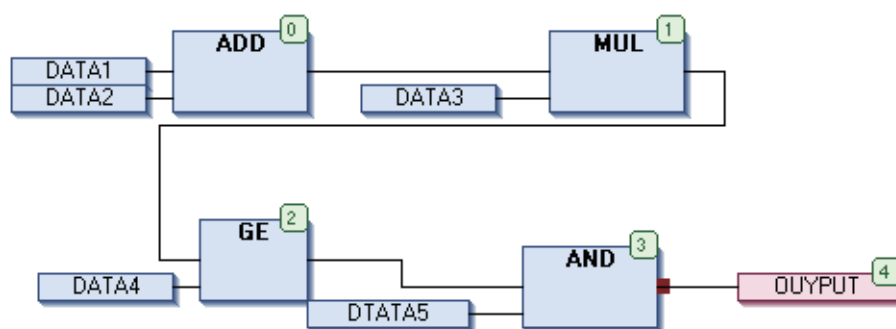 ADD 0 MUL 1
DATA1
DATA2 DATA3
GE 2
AND 3
DATA4 OUYPUT 4
DTATA5